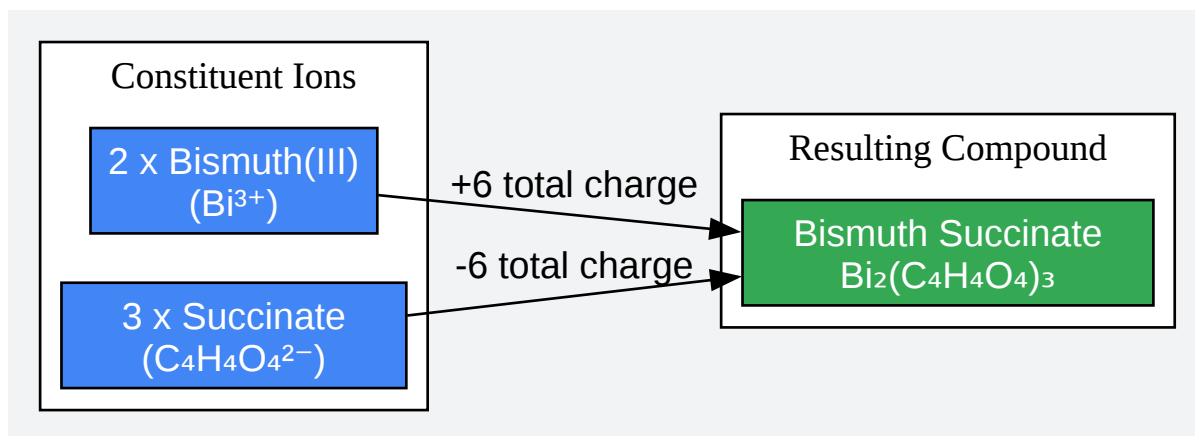 Constituent Ions
2 x Bismuth(III)
(Bi³⁺)
3 x Succinate
(C₄H₄O₄²⁻)
+6 total charge
-6 total charge
Resulting Compound
Bismuth Succinate
Bi₂(C₄H₄O₄)₃